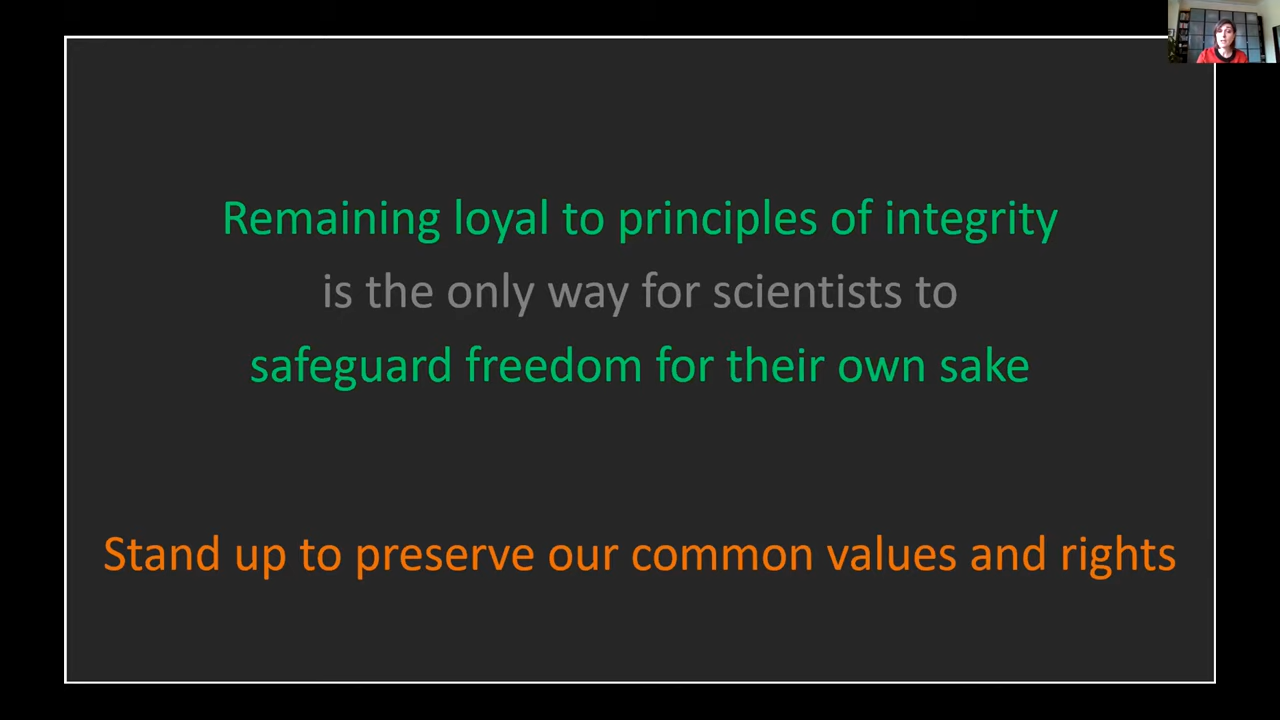 Remaining loyal to principles of integrity
is the only way for scientists to
safeguard freedom for their own sake
Stand up to preserve our common values and rights